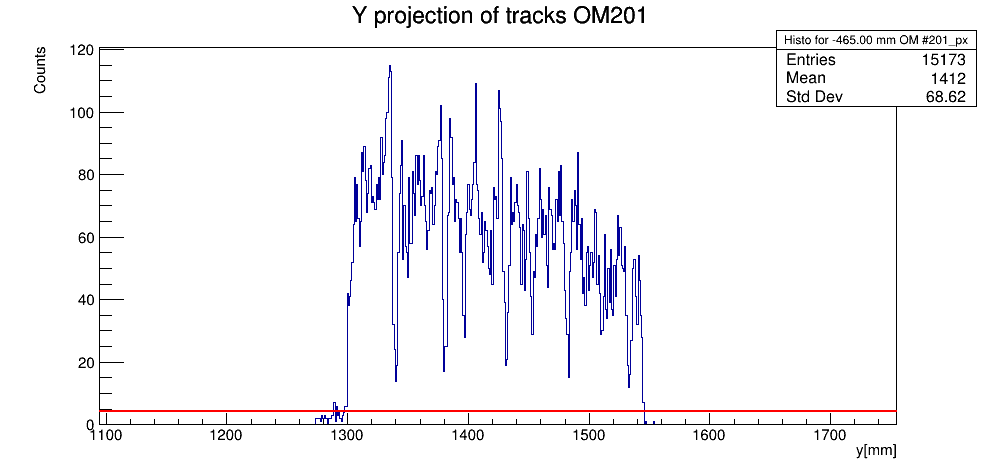 Y projection of tracks OM201
Histo for -465.00 mm OM #201_px
Entries 15173
Mean 1412
Std Dev 68.62
Counts
120
100
80
60
40
20
0
1100 1200 1300 1400 1500 1600 1700
y[mm]